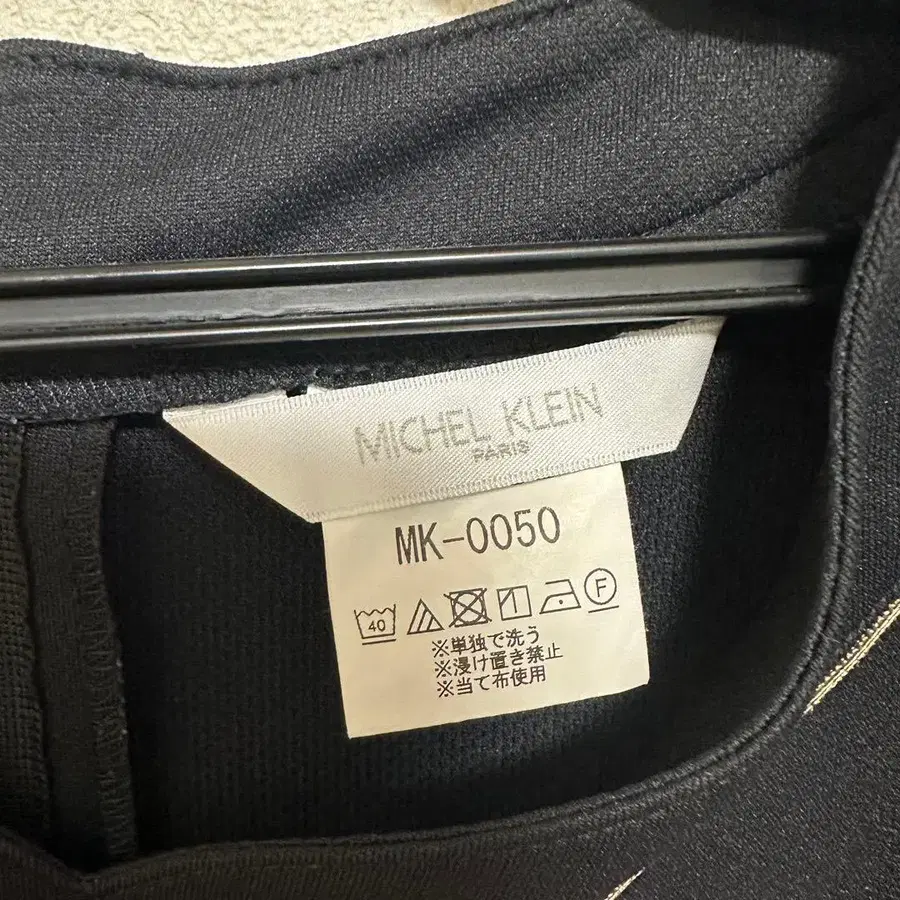 MICHEL KLEIN
PARIS
MK-0050
40 F
※単独で洗う
※浸け置き禁止
※当て布使用